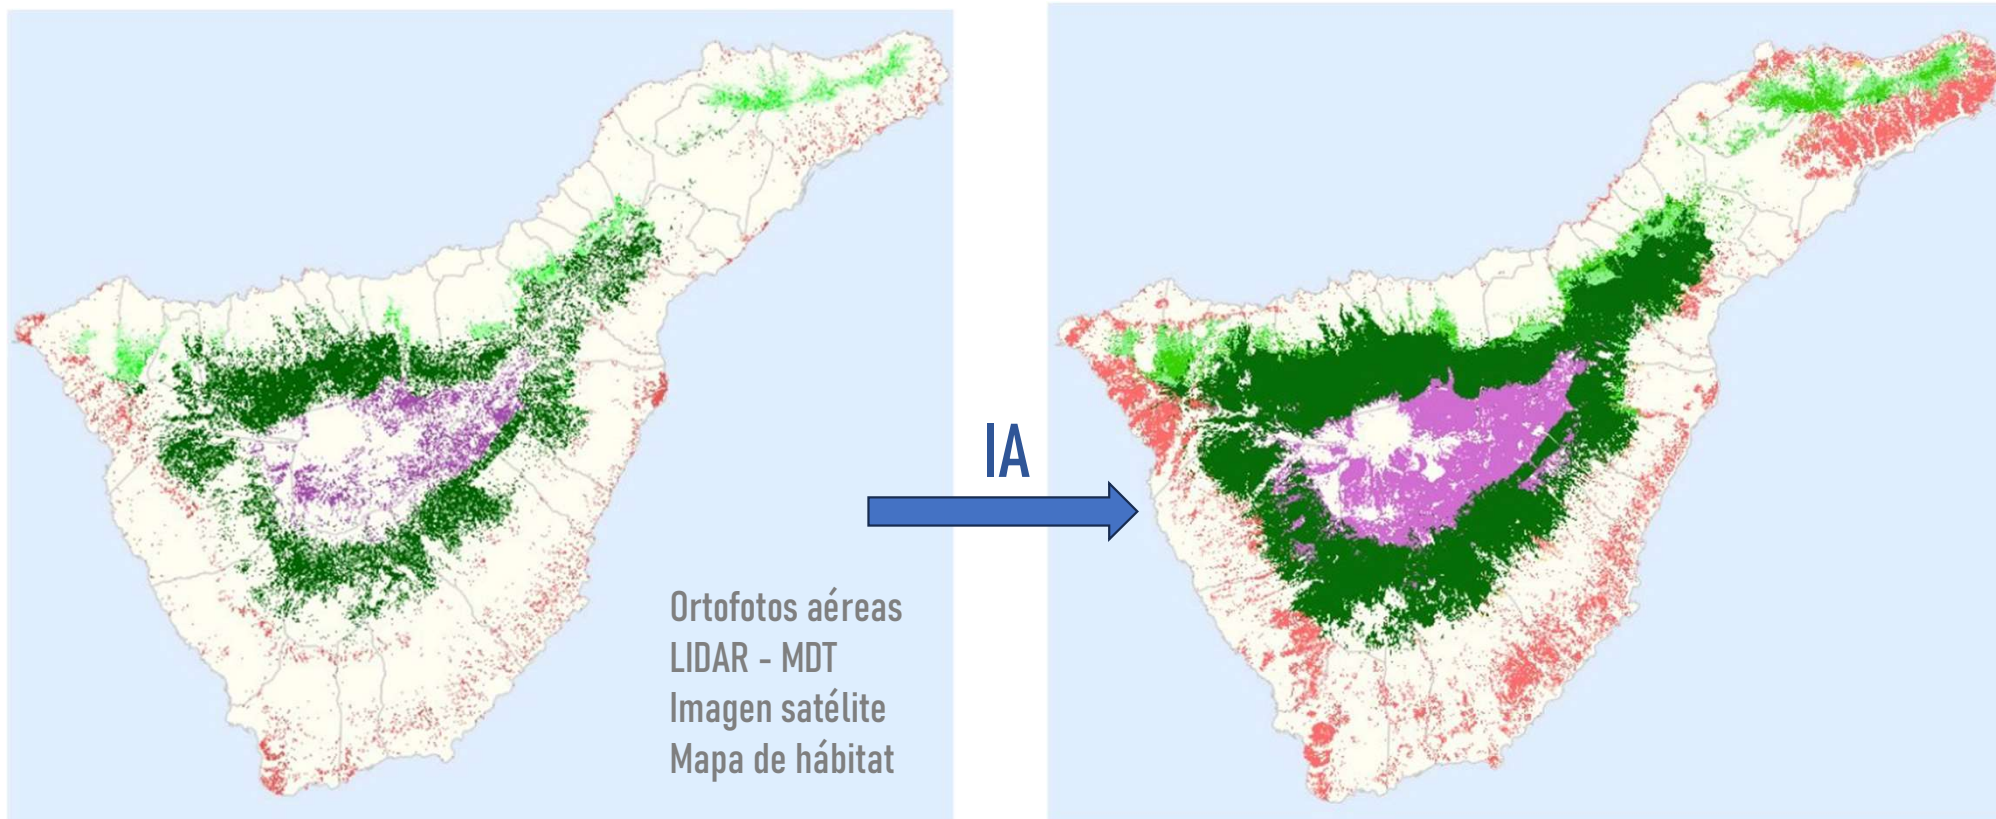 IA
Ortofotos aéreas
LIDAR - MDT
Imagen satélite
Mapa de hábitat